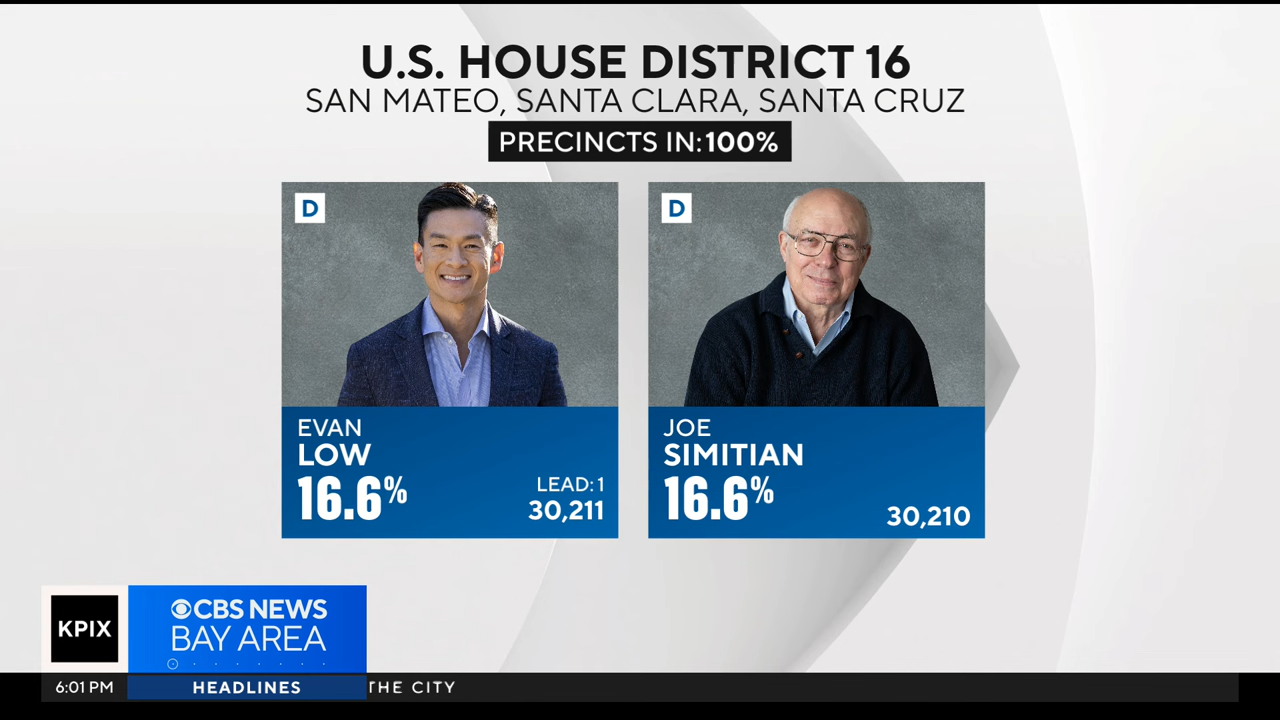 U.S. HOUSE DISTRICT 16
SAN MATEO, SANTA CLARA, SANTA CRUZ
PRECINCTS IN: 100%
D
EVAN
LOW
16.6%
LEAD: 1
30,211
D
JOE
SIMITIAN
16.6%
30,210
KPIX
CBS NEWS
BAY AREA
6:01 PM
HEADLINES
THE CITY